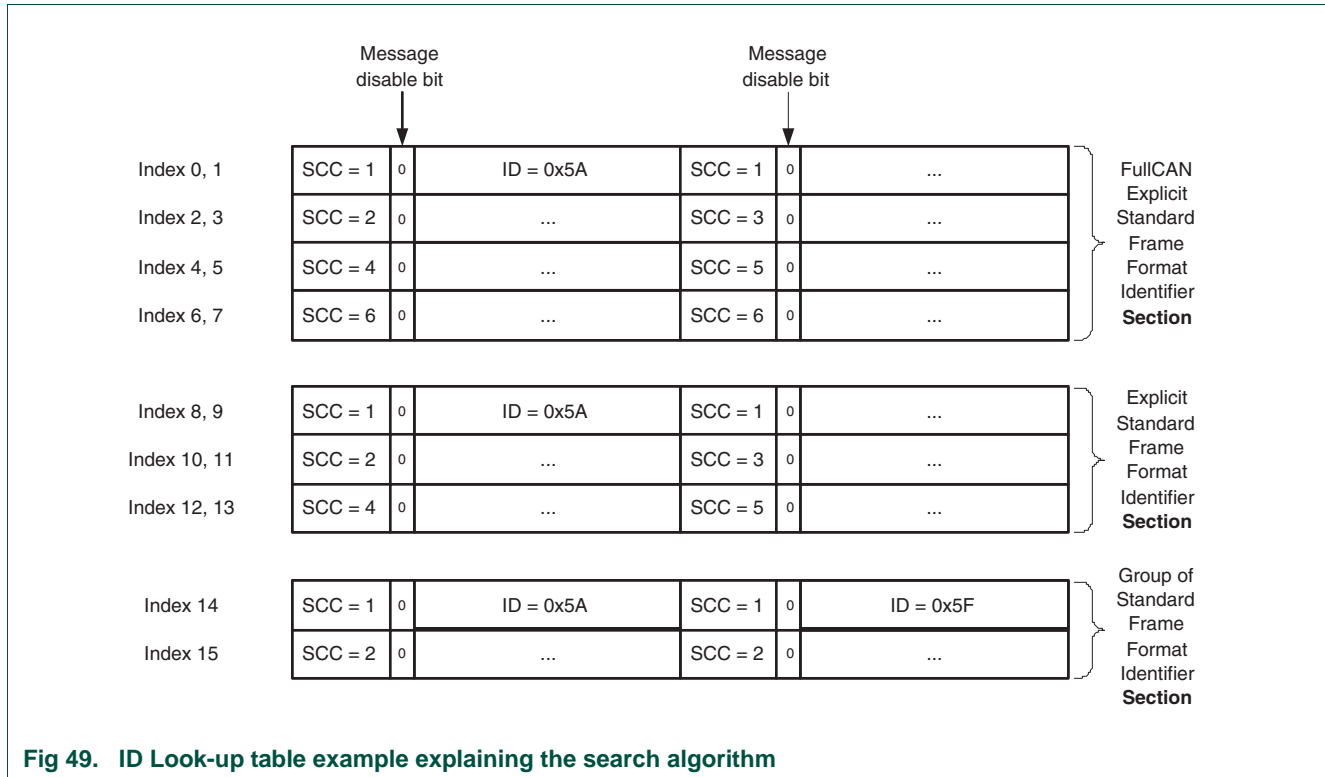 Message disable bit
Message disable bit
Index 0, 1 SCC = 1 0 ID = 0x5A SCC = 1 0 ...
Index 2, 3 SCC = 2 0 ... SCC = 3 0 ...
Index 4, 5 SCC = 4 0 ... SCC = 5 0 ...
Index 6, 7 SCC = 6 0 ... SCC = 6 0 ...
FullCAN
Explicit
Standard
Frame
Format
Identifier
Section
Index 8, 9 SCC = 1 0 ID = 0x5A SCC = 1 0 ...
Index 10, 11 SCC = 2 0 ... SCC = 3 0 ...
Index 12, 13 SCC = 4 0 ... SCC = 5 0 ...
Explicit
Standard
Frame
Format
Identifier
Section
Index 14 SCC = 1 0 ID = 0x5A SCC = 1 0 ID = 0x5F
Index 15 SCC = 2 0 ... SCC = 2 0 ...
Group of
Standard
Frame
Format
Identifier
Section
Fig 49. ID Look-up table example explaining the search algorithm